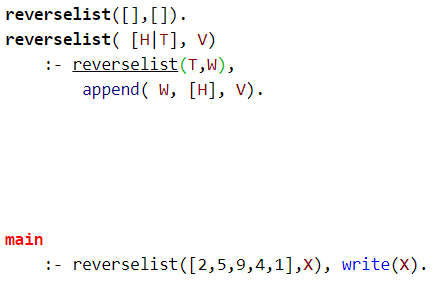 reverselist([],[]).
reverselist( [H|T], V)
:- reverselist(T,W),
append( W, [H], V).
main
:- reverselist([2,5,9,4,1],X), write(X).